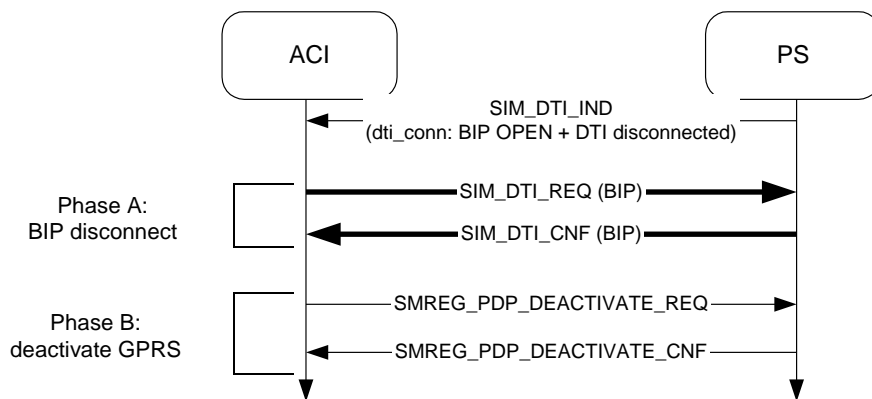 ACI
PS
SIM_DTI_IND
(dti_conn: BIP OPEN + DTI disconnected)
Phase A:
BIP disconnect
SIM_DTI_REQ (BIP)
SIM_DTI_CNF (BIP)
Phase B:
deactivate GPRS
SMREG_PDP_DEACTIVATE_REQ
SMREG_PDP_DEACTIVATE_CNF